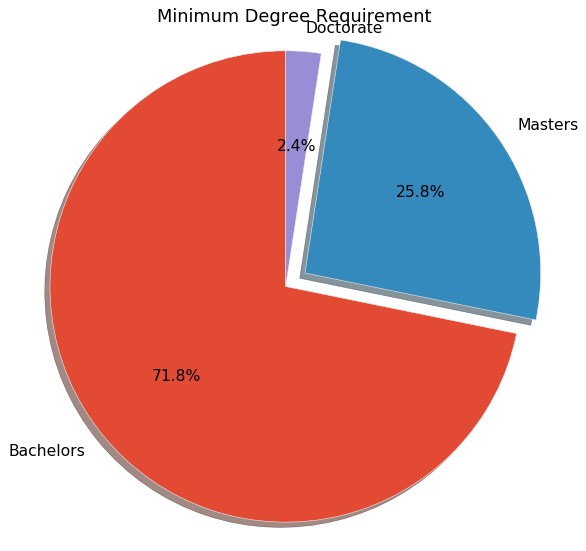 Minimum Degree Requirement
Doctorate
Masters
2.4%
25.8%
71.8%
Bachelors